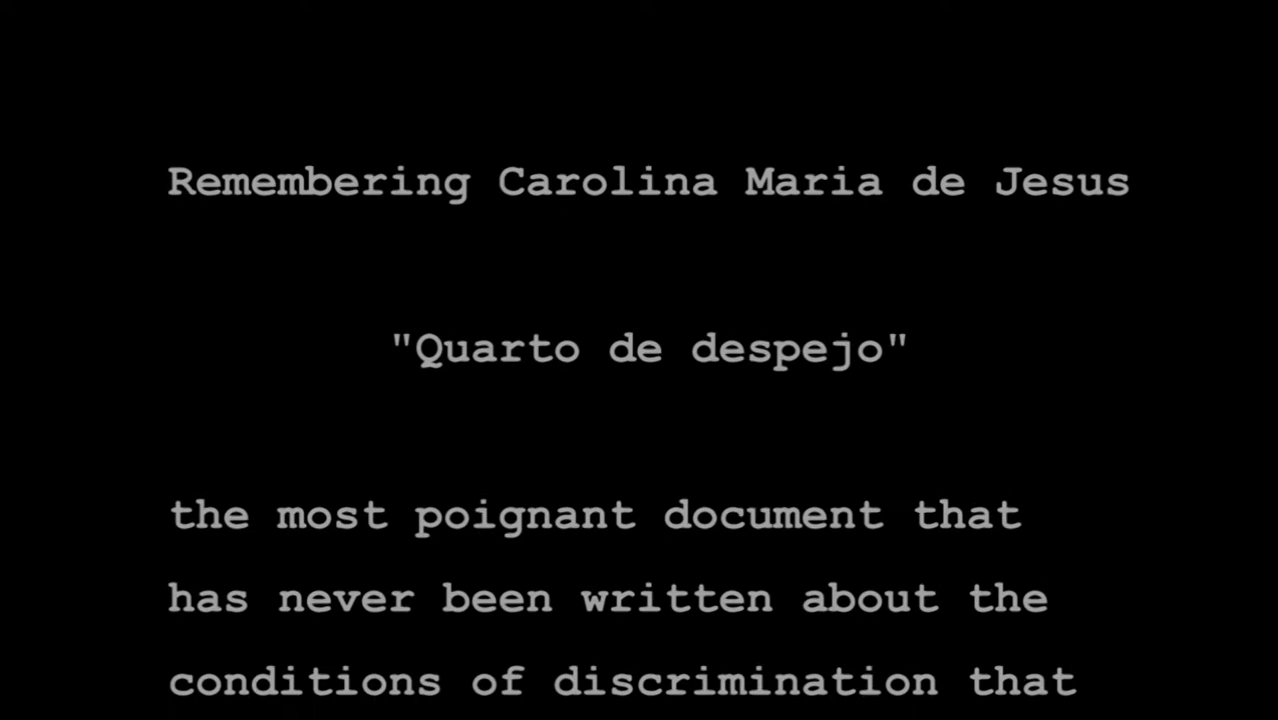 Remembering Carolina Maria de Jesus
"Quarto de despejo"
the most poignant document that
has never been written about the
conditions of discrimination that